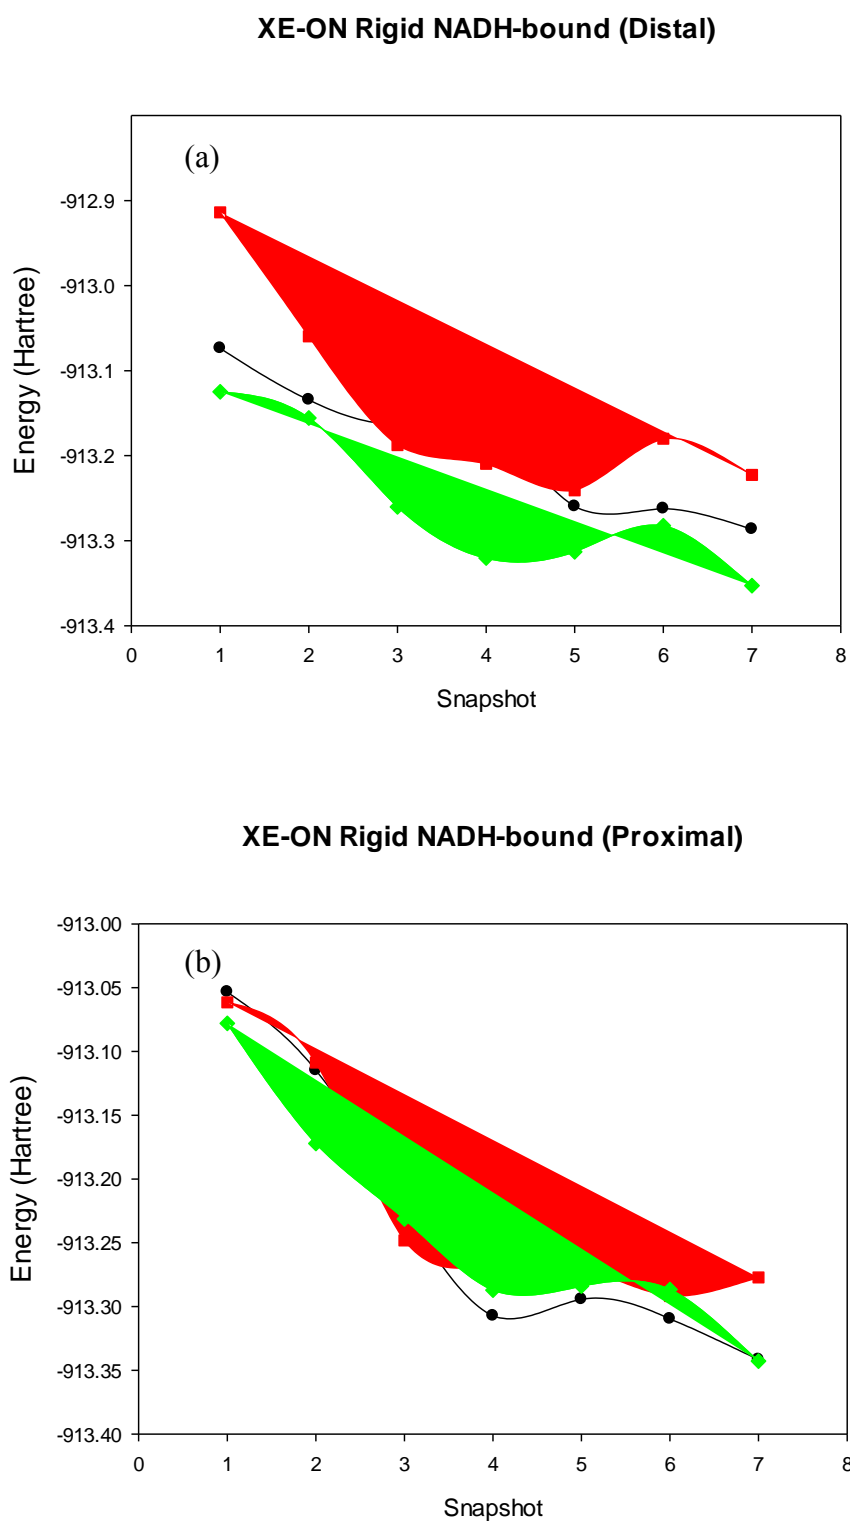 XE-ON Rigid NADH-bound (Distal)
(a)
-912.9
-913.0
-913.1
-913.2
-913.3
-913.4
Energy (Hartree)
0 1 2 3 4 5 6 7 8
Snapshot
XE-ON Rigid NADH-bound (Proximal)
(b)
-913.00
-913.05
-913.10
-913.15
-913.20
-913.25
-913.30
-913.35
-913.40
Energy (Hartree)
0 1 2 3 4 5 6 7 8
Snapshot